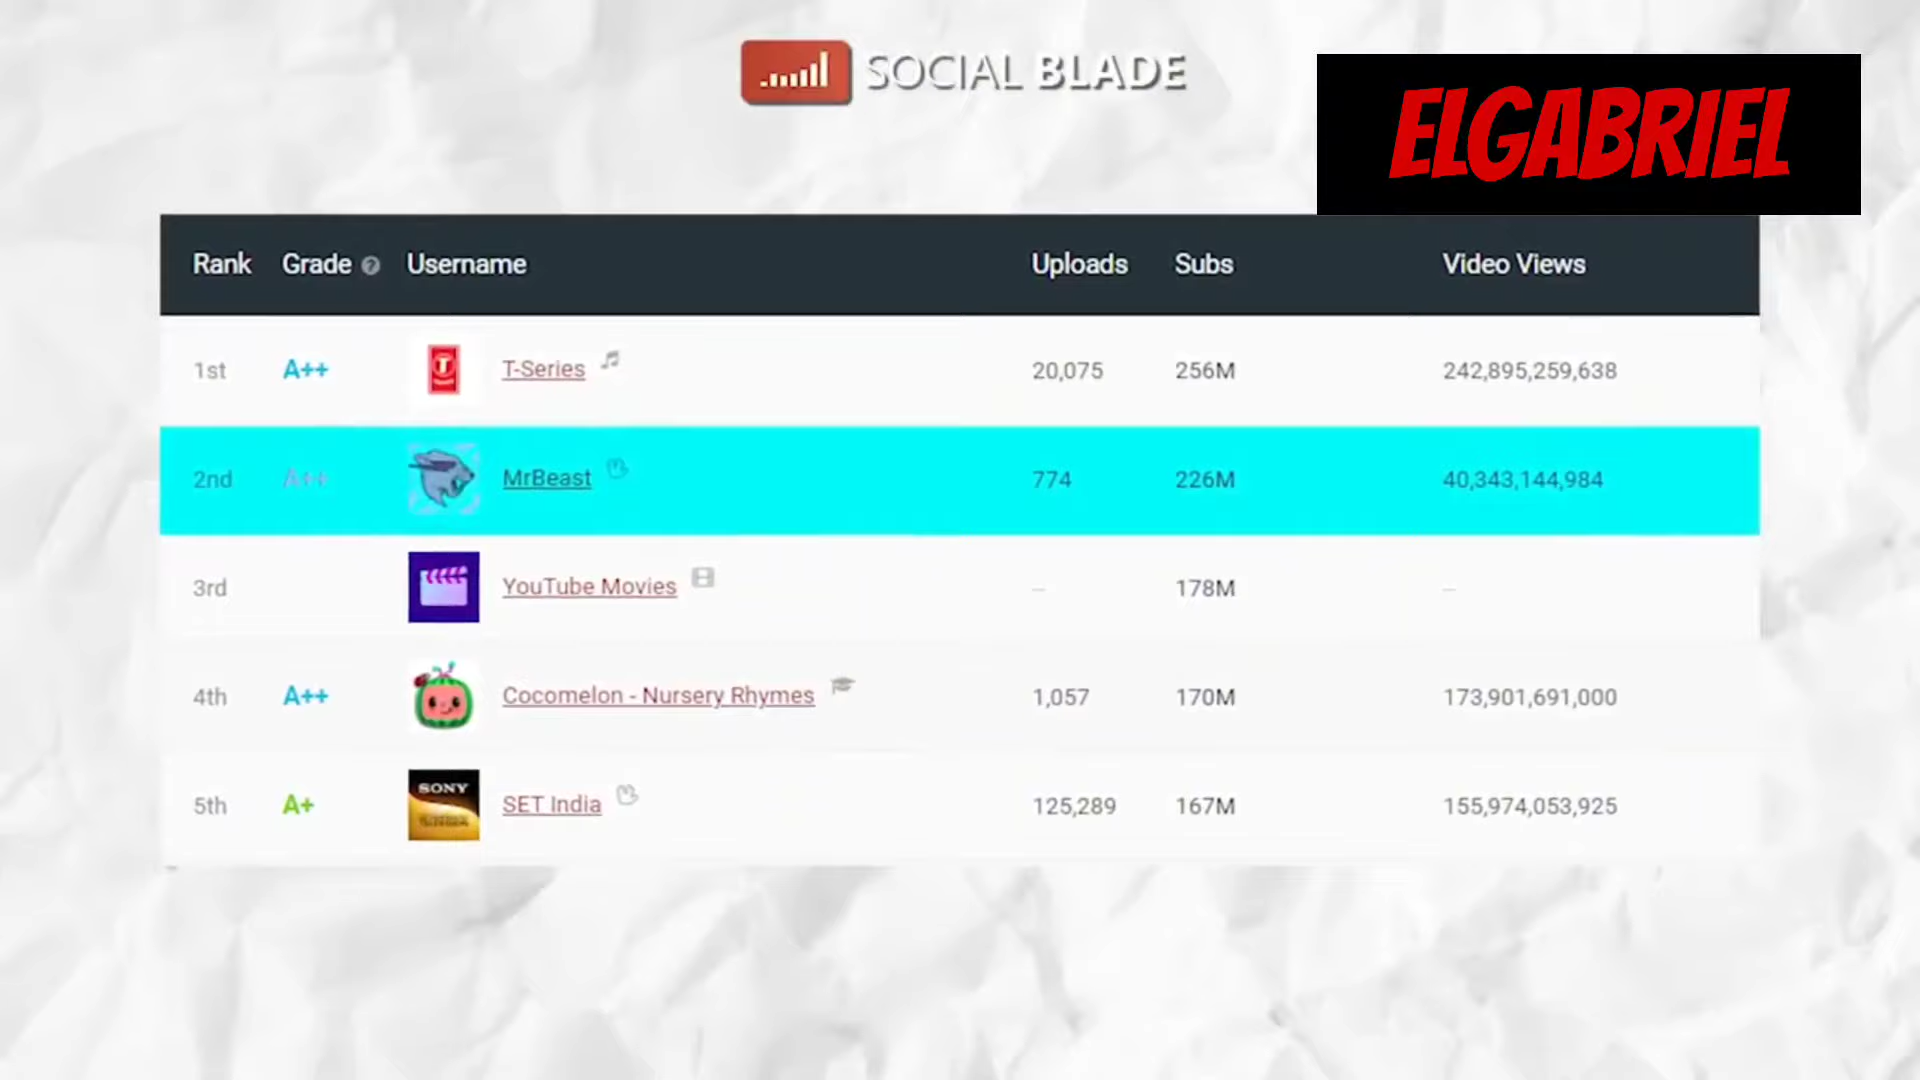 SOCIAL BLADE
ELGABRIEL
Rank Grade Username Uploads Subs Video Views
1st A++ T-Series 20,075 256M 242,895,259,638
2nd A++ MrBeast 774 226M 40,343,144,984
3rd YouTube Movies – 178M –
4th A++ Cocomelon - Nursery Rhymes 1,057 170M 173,901,691,000
5th A+ SONY SET India 125,289 167M 155,974,053,925